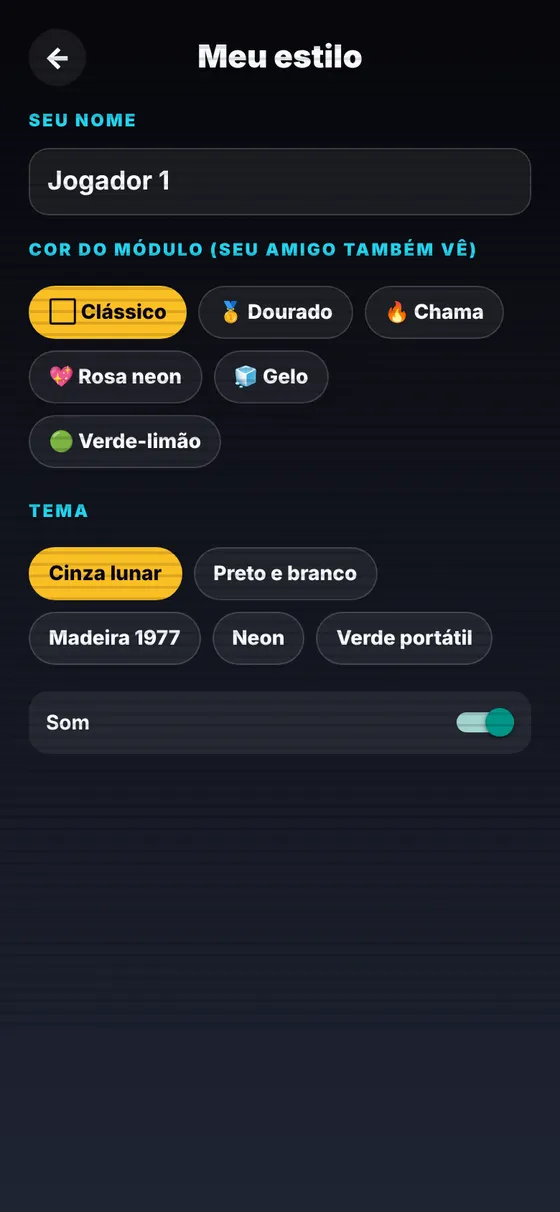 Meu estilo
SEU NOME
Jogador 1
COR DO MÓDULO (SEU AMIGO TAMBÉM VÊ)
Clássico
Dourado
Chama
Rosa neon
Gelo
Verde-limão
TEMA
Cinza lunar
Preto e branco
Madeira 1977
Neon
Verde portátil
Som